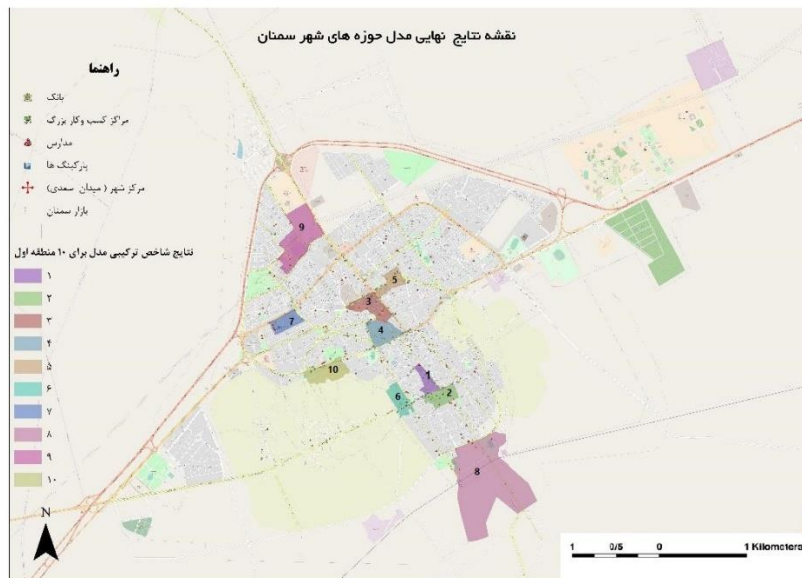 نقشه نتایج نهایی مدل حوزه های شهر سمنان
راهنما
بانک
مراکز کسب وکار بزرگ
مدارس
پارکینگ ها
مرکز شهر ( میدان سعدی)
بازار سمنان
نتایج شاخص ترکیبی مدل برای ۱۰ منطقه اول
۱
۲
۳
۴
۵
۶
۷
۸
۹
۱۰
9
5
3
7
4
10
1
2
6
8
N
1 0/5 0 1 Kilometers